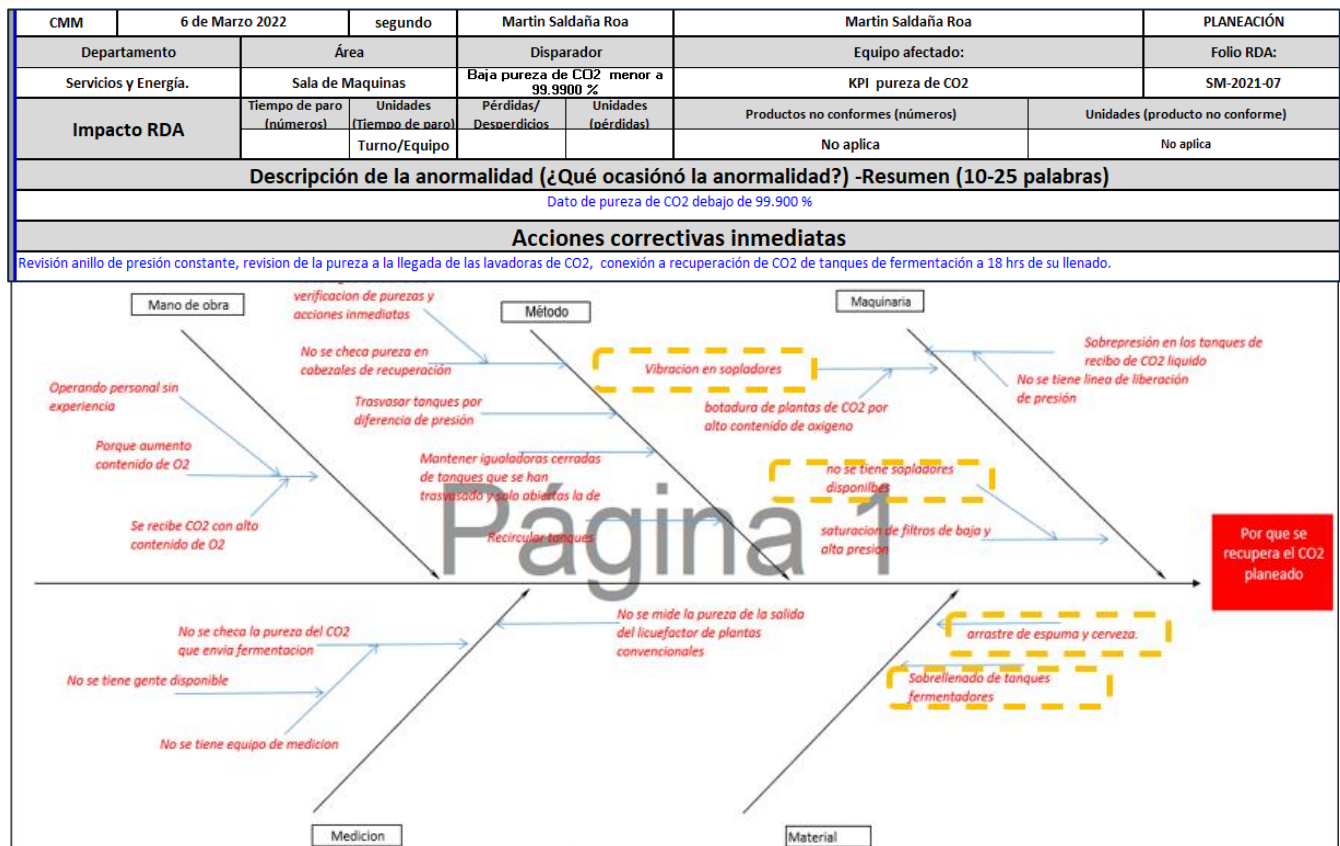 CMM 6 de Marzo 2022 segundo Martin Saldaña Roa Martin Saldaña Roa PLANEACIÓN
Departamento Área Disparador Equipo afectado: Folio RDA:
Servicios y Energía. Sala de Maquinas Baja pureza de CO2 menor a 99.9900 % KPI pureza de CO2 SM-2021-07
Impacto RDA
Tiempo de paro (números) Unidades (Tiempo de paro) Pérdidas/ Desperdicios Unidades (pérdidas) Productos no conformes (números) Unidades (producto no conforme)
Turno/Equipo No aplica No aplica
Descripción de la anormalidad (¿Qué ocasiónó la anormalidad?) -Resumen (10-25 palabras)
Dato de pureza de CO2 debajo de 99.900 %
Acciones correctivas inmediatas
Revisión anillo de presión constante, revision de la pureza a la llegada de las lavadoras de CO2, conexión a recuperación de CO2 de tanques de fermentación a 18 hrs de su llenado.
Mano de obra
Operando personal sin
experiencia
Porque aumento
contenido de O2
Se recibe CO2 con alto
contenido de O2
Método
verificacion de purezas y
acciones inmediatas
No se checa pureza en
cabezales de recuperación
Trasvasar tanques por
diferencia de presión
Mantener igualadoras cerradas
de tanques que se han
trasvasado y solo abiertas la de
Recircular tanques
Maquinaria
Vibracion en sopladores
botadura de plantas de CO2 por
alto contenido de oxigeno
Sobrepresión en los tanques de
recibo de CO2 liquido
No se tiene linea de liberación
de presión
no se tiene sopladores
disponilbes
saturacion de filtros de baja y
alta presion
Página 1
Por que se
recupera el CO2
planeado
No se checa la pureza del CO2
que envia fermentacion
No se tiene gente disponible
No se tiene equipo de medicion
No se mide la pureza de la salida
del licuefactor de plantas
convencionales
Medicion
arrastre de espuma y cerveza.
Sobrellenado de tanques
fermentadores
Material